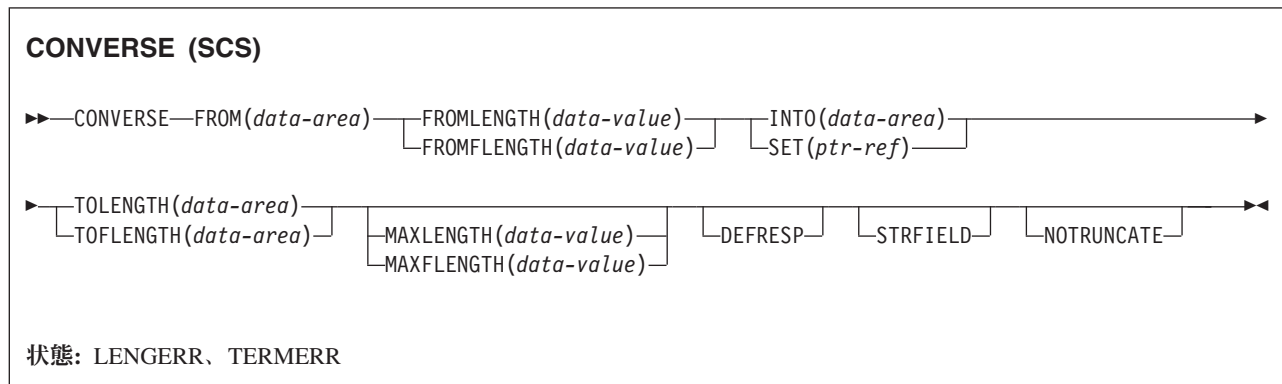 CONVERSE (SCS)
CONVERSE FROM(data-area) FROMLENGTH(data-value) INTO(data-area)
FROMFLENGTH(data-value) SET(ptr-ref)
TOLENGTH(data-area)
TOFLENGTH(data-area) MAXLENGTH(data-value) DEFRESP STRFIELD NOTRUNCATE
MAXFLENGTH(data-value)
状態: LENGERR、TERMERR